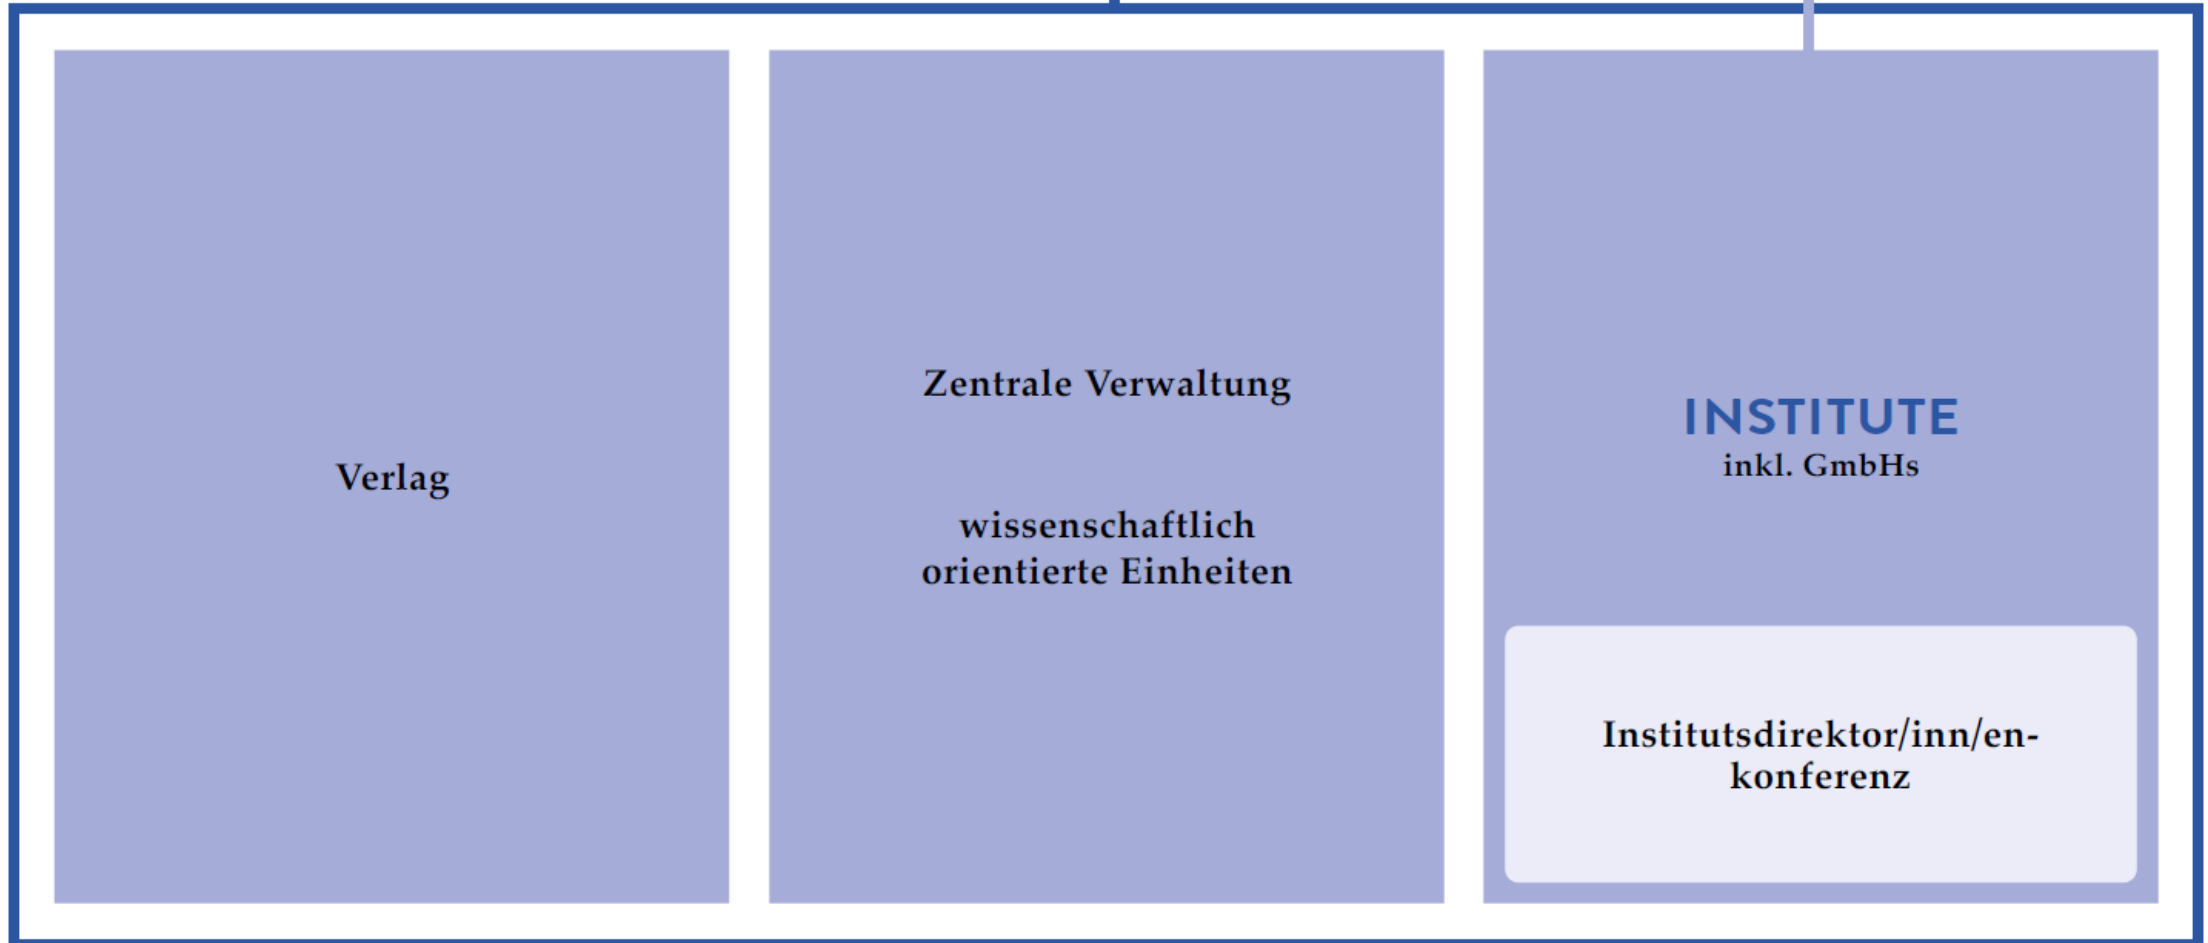 Verlag
Zentrale Verwaltung
wissenschaftlich
orientierte Einheiten
INSTITUTE
inkl. GmbHs
Institutsdirektor/inn/en-
konferenz